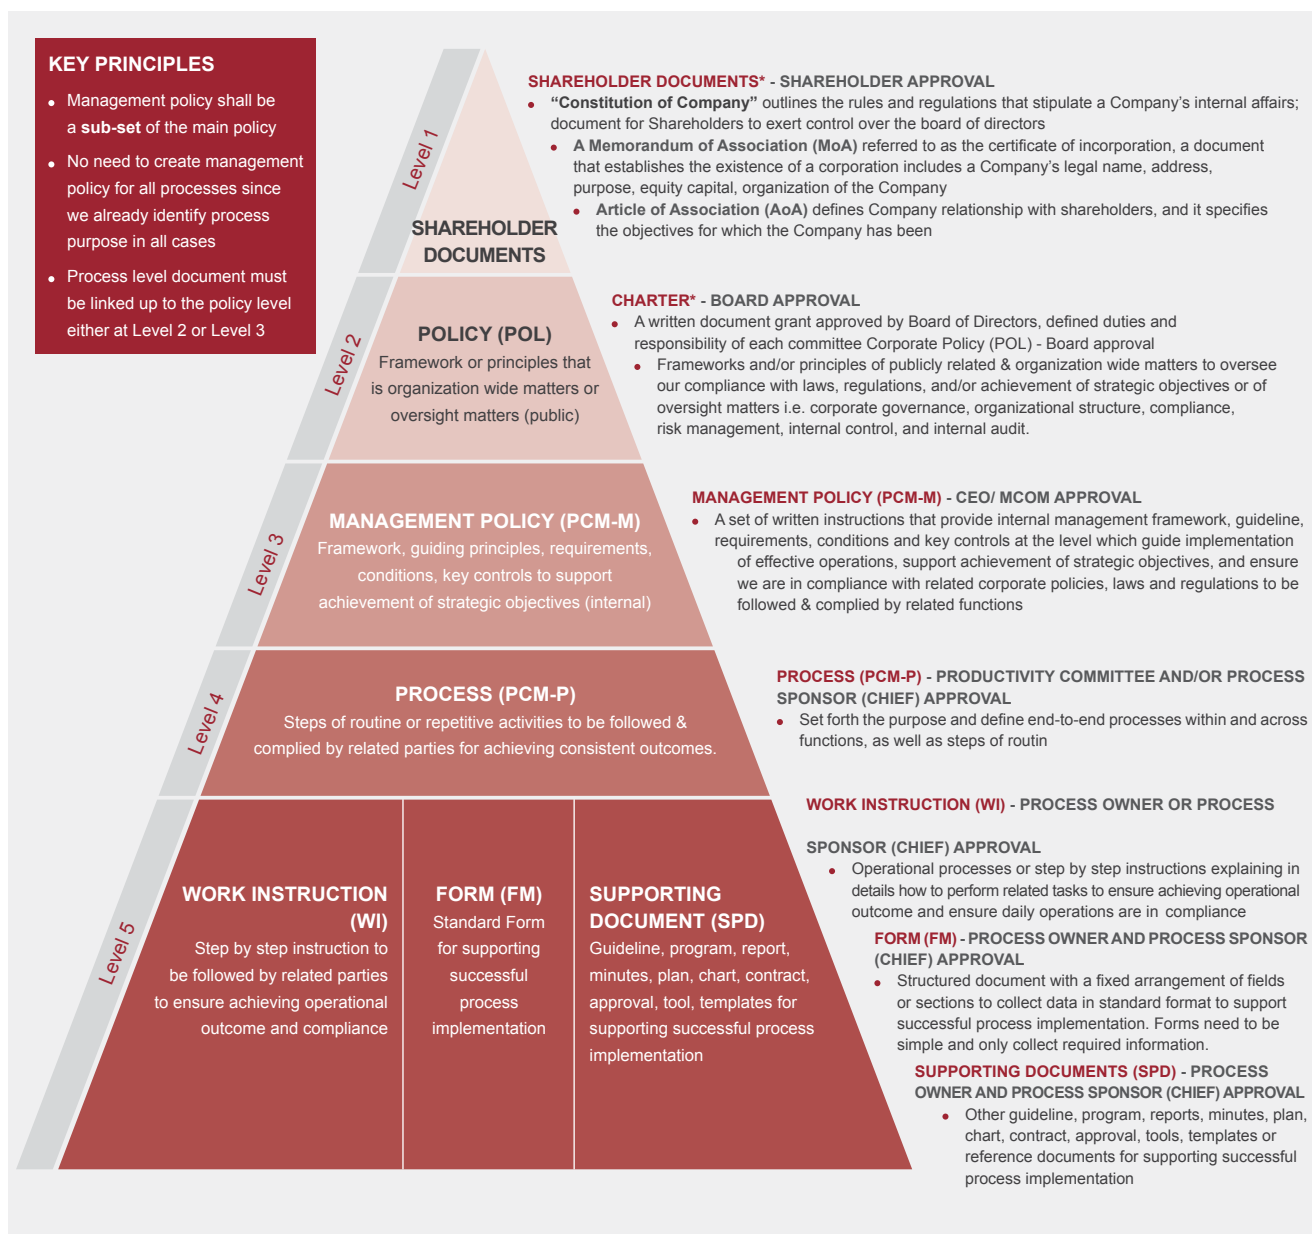 KEY PRINCIPLES
• Management policy shall be
a sub-set of the main policy
• No need to create management
policy for all processes since
we already identify process
purpose in all cases
• Process level document must
be linked up to the policy level
either at Level 2 or Level 3
Level 1
SHAREHOLDER
DOCUMENTS
SHAREHOLDER DOCUMENTS* - SHAREHOLDER APPROVAL
• “Constitution of Company” outlines the rules and regulations that stipulate a Company’s internal affairs;
document for Shareholders to exert control over the board of directors
• A Memorandum of Association (MoA) referred to as the certificate of incorporation, a document
that establishes the existence of a corporation includes a Company’s legal name, address,
purpose, equity capital, organization of the Company
• Article of Association (AoA) defines Company relationship with shareholders, and it specifies
the objectives for which the Company has been
Level 2
POLICY (POL)
Framework or principles that
is organization wide matters or
oversight matters (public)
CHARTER* - BOARD APPROVAL
• A written document grant approved by Board of Directors, defined duties and
responsibility of each committee Corporate Policy (POL) - Board approval
• Frameworks and/or principles of publicly related & organization wide matters to oversee
our compliance with laws, regulations, and/or achievement of strategic objectives or of
oversight matters i.e. corporate governance, organizational structure, compliance,
risk management, internal control, and internal audit.
Level 3
MANAGEMENT POLICY (PCM-M)
Framework, guiding principles, requirements,
conditions, key controls to support
achievement of strategic objectives (internal)
MANAGEMENT POLICY (PCM-M) - CEO/ MCOM APPROVAL
• A set of written instructions that provide internal management framework, guideline,
requirements, conditions and key controls at the level which guide implementation
of effective operations, support achievement of strategic objectives, and ensure
we are in compliance with related corporate policies, laws and regulations to be
followed & complied by related functions
Level 4
PROCESS (PCM-P)
Steps of routine or repetitive activities to be followed &
complied by related parties for achieving consistent outcomes.
PROCESS (PCM-P) - PRODUCTIVITY COMMITTEE AND/OR PROCESS
SPONSOR (CHIEF) APPROVAL
• Set forth the purpose and define end-to-end processes within and across
functions, as well as steps of routin
Level 5
WORK INSTRUCTION
(WI)
Step by step instruction to
be followed by related parties
to ensure achieving operational
outcome and compliance
FORM (FM)
Standard Form
for supporting
successful
process
implementation
SUPPORTING
DOCUMENT (SPD)
Guideline, program, report,
minutes, plan, chart, contract,
approval, tool, templates for
supporting successful process
implementation
WORK INSTRUCTION (WI) - PROCESS OWNER OR PROCESS
SPONSOR (CHIEF) APPROVAL
• Operational processes or step by step instructions explaining in
details how to perform related tasks to ensure achieving operational
outcome and ensure daily operations are in compliance
FORM (FM) - PROCESS OWNER AND PROCESS SPONSOR
(CHIEF) APPROVAL
• Structured document with a fixed arrangement of fields
or sections to collect data in standard format to support
successful process implementation. Forms need to be
simple and only collect required information.
SUPPORTING DOCUMENTS (SPD) - PROCESS
OWNER AND PROCESS SPONSOR (CHIEF) APPROVAL
• Other guideline, program, reports, minutes, plan,
chart, contract, approval, tools, templates or
reference documents for supporting successful
process implementation